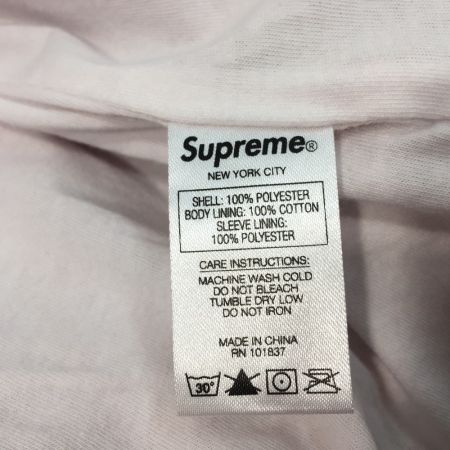 Supreme®
NEW YORK CITY
SHELL: 100% POLYESTER
BODY LINING: 100% COTTON
SLEEVE LINING:
100% POLYESTER
CARE INSTRUCTIONS:
MACHINE WASH COLD
DO NOT BLEACH
TUMBLE DRY LOW
DO NOT IRON
MADE IN CHINA
RN 101837
30°